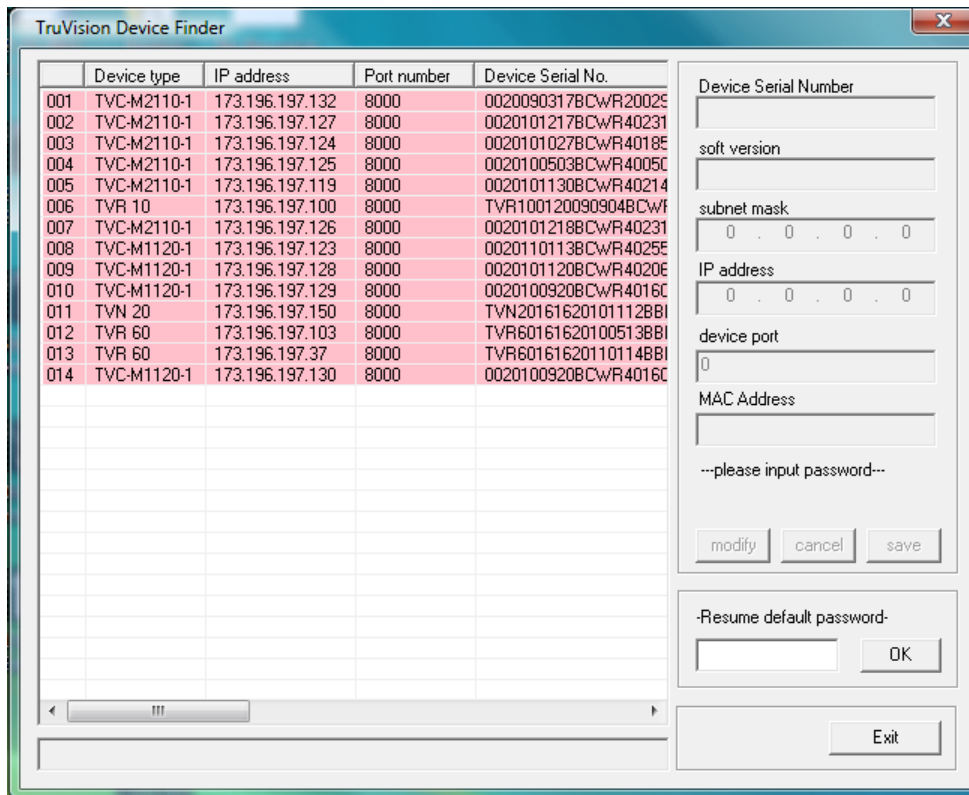 TruVision Device Finder
Device type IP address Port number Device Serial No.
001 TVC-M2110-1 173.196.197.132 8000 0020090317BCWR20029
002 TVC-M2110-1 173.196.197.127 8000 0020101217BCWR40231
003 TVC-M2110-1 173.196.197.124 8000 0020101027BCWR40185
004 TVC-M2110-1 173.196.197.125 8000 0020100503BCWR40050
005 TVC-M2110-1 173.196.197.119 8000 0020101130BCWR40214
006 TVR 10 173.196.197.100 8000 TVR100120090904BCWR
007 TVC-M2110-1 173.196.197.126 8000 0020101218BCWR40231
008 TVC-M1120-1 173.196.197.123 8000 0020110113BCWR40255
009 TVC-M1120-1 173.196.197.128 8000 0020101120BCWR40206
010 TVC-M1120-1 173.196.197.129 8000 0020100920BCWR40160
011 TVN 20 173.196.197.150 8000 TVN20161620101112BBI
012 TVR 60 173.196.197.103 8000 TVR60161620100513BBI
013 TVR 60 173.196.197.37 8000 TVR60161620110114BBI
014 TVC-M1120-1 173.196.197.130 8000 0020100920BCWR40160
Device Serial Number
soft version
subnet mask
0 . 0 . 0 . 0
IP address
0 . 0 . 0 . 0
device port
0
MAC Address
---please input password---
modify cancel save
-Resume default password-
OK
Exit